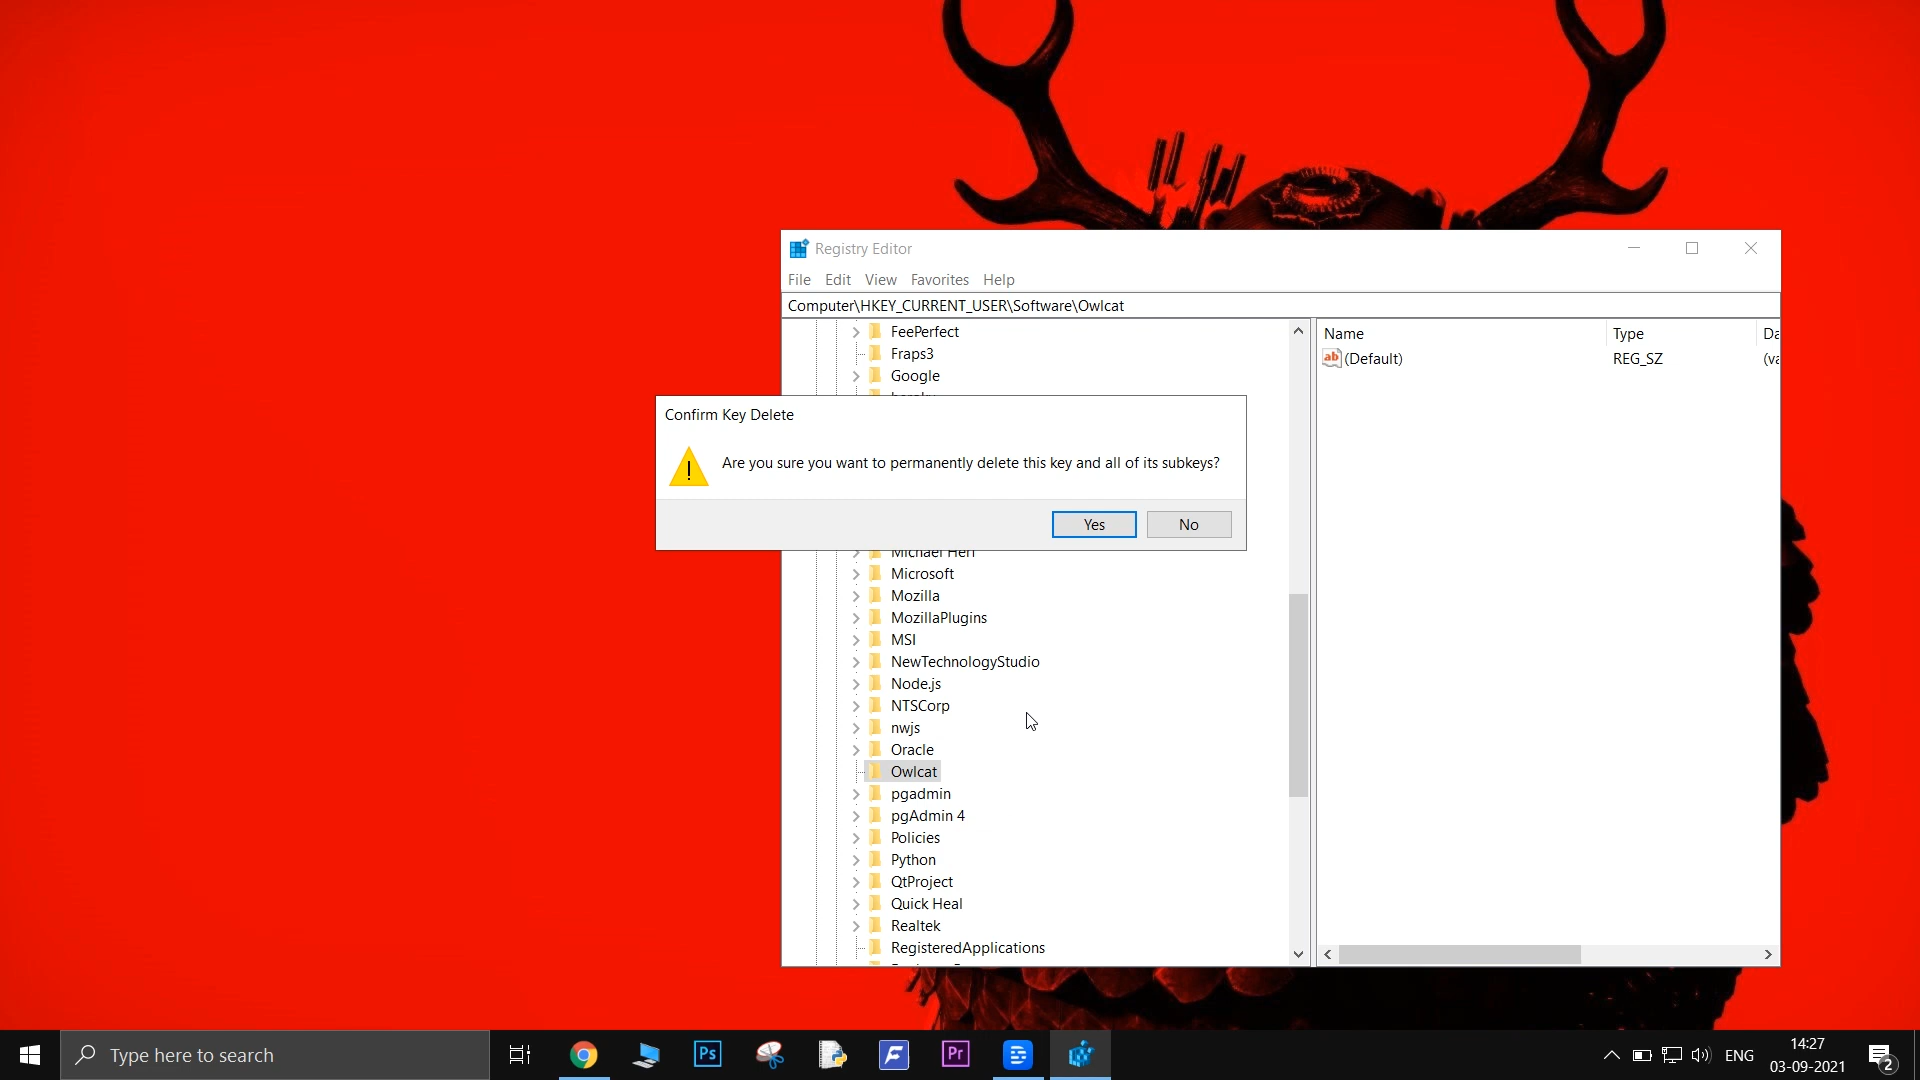 Registry Editor
File Edit View Favorites Help
Computer\HKEY_CURRENT_USER\Software\Owlcat
FeePerfect
Fraps3
Google
Name Type
(Default) REG_SZ
Confirm Key Delete
Are you sure you want to permanently delete this key and all of its subkeys?
Yes No
Microsoft
Mozilla
MozillaPlugins
MSI
NewTechnologyStudio
Node.js
NTSCorp
nwjs
Oracle
Owlcat
pgadmin
pgAdmin 4
Policies
Python
QtProject
Quick Heal
Realtek
RegisteredApplications
Type here to search
Ps
Pr
ENG
14:27
03-09-2021
2